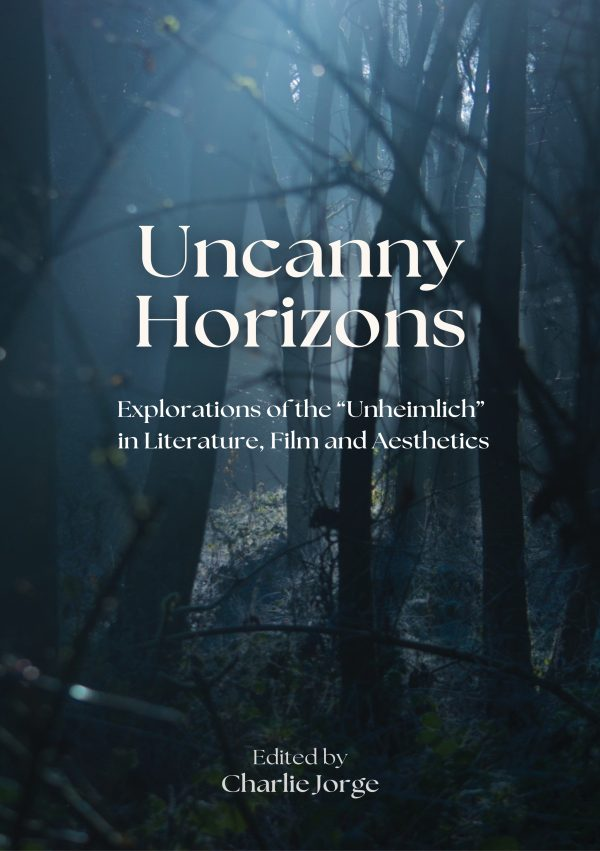 Uncanny
Horizons
Explorations of the “Unheimlich”
in Literature, Film and Aesthetics
Edited by
Charlie Jorge